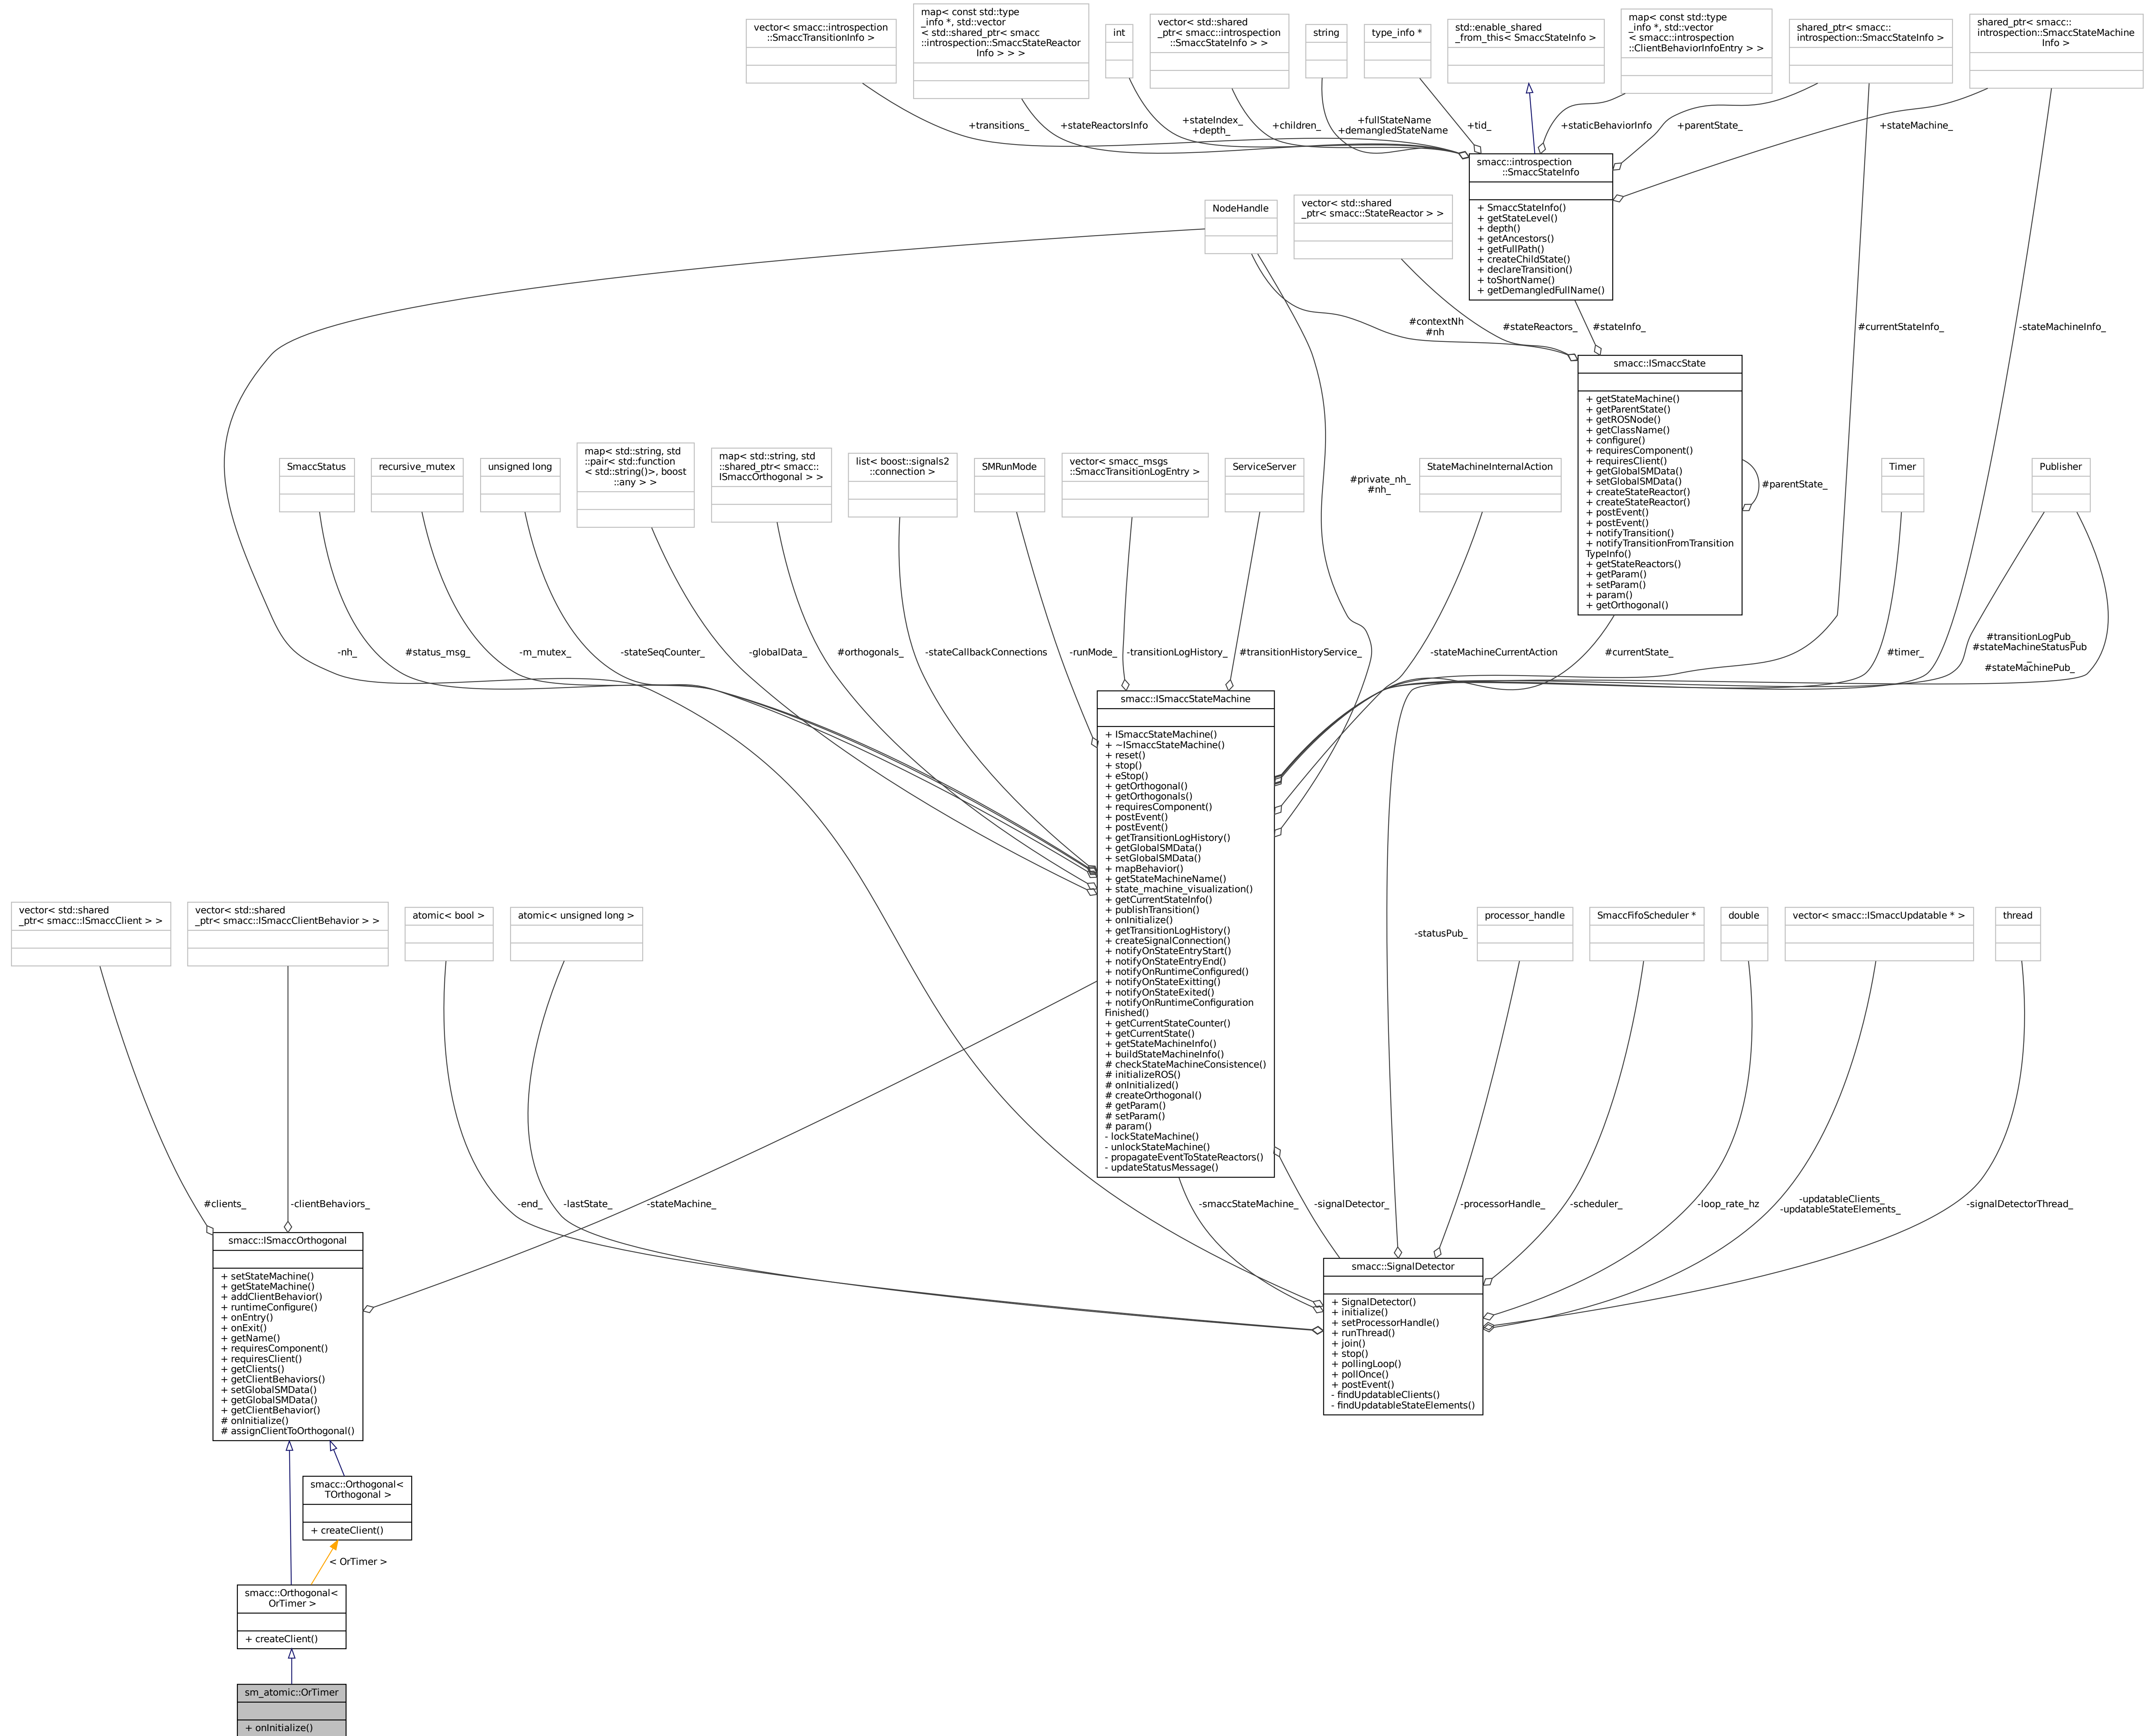 vector< smacc::introspection
::SmaccTransitionInfo >
map< const std::type
_info *, std::vector
< std::shared_ptr< smacc
::introspection::SmaccStateReactor
Info > > >
int
vector< std::shared
_ptr< smacc::introspection
::SmaccStateInfo > >
string
type_info *
std::enable_shared
_from_this< SmaccStateInfo >
map< const std::type
_info *, std::vector
< smacc::introspection
::ClientBehaviorInfoEntry > >
shared_ptr< smacc::
introspection::SmaccStateInfo >
shared_ptr< smacc::
introspection::SmaccStateMachine
Info >
+transitions_
+stateReactorsInfo
+stateIndex_
+depth_
+children_
+fullStateName
+demangledStateName
+tid_
+staticBehaviorInfo
+parentState_
+stateMachine_
smacc::introspection
::SmaccStateInfo
+ SmaccStateInfo()
+ getStateLevel()
+ depth()
+ getAncestors()
+ getFullPath()
+ createChildState()
+ declareTransition()
+ toShortName()
+ getDemangledFullName()
NodeHandle
vector< std::shared
_ptr< smacc::StateReactor > >
#contextNh
#nh
#stateReactors_
#stateInfo_
#currentStateInfo_
-stateMachineInfo_
smacc::ISmaccState
+ getStateMachine()
+ getParentState()
+ getROSNode()
+ getClassName()
+ configure()
+ requiresComponent()
+ requiresClient()
+ getGlobalSMData()
+ setGlobalSMData()
+ createStateReactor()
+ createStateReactor()
+ postEvent()
+ postEvent()
+ notifyTransition()
+ notifyTransitionFromTransition
TypeInfo()
+ getStateReactors()
+ getParam()
+ setParam()
+ param()
+ getOrthogonal()
#parentState_
SmaccStatus
recursive_mutex
unsigned long
map< std::string, std
::pair< std::function
< std::string()>, boost
::any > >
map< std::string, std
::shared_ptr< smacc::
ISmaccOrthogonal > >
list< boost::signals2
::connection >
SMRunMode
vector< smacc_msgs
::SmaccTransitionLogEntry >
ServiceServer
#private_nh_
#nh_
StateMachineInternalAction
Timer
Publisher
-nh_
#status_msg_
-m_mutex_
-stateSeqCounter_
-globalData_
#orthogonals_
-stateCallbackConnections
-runMode_
-transitionLogHistory_
#transitionHistoryService_
-stateMachineCurrentAction
#currentState_
#timer_
#transitionLogPub_
#stateMachineStatusPub
_
#stateMachinePub_
smacc::ISmaccStateMachine
+ ISmaccStateMachine()
+ ~ISmaccStateMachine()
+ reset()
+ stop()
+ eStop()
+ getOrthogonal()
+ getOrthogonals()
+ requiresComponent()
+ postEvent()
+ postEvent()
+ getTransitionLogHistory()
+ getGlobalSMData()
+ setGlobalSMData()
+ mapBehavior()
+ getStateMachineName()
+ state_machine_visualization()
+ getCurrentStateInfo()
+ publishTransition()
+ onInitialize()
+ getTransitionLogHistory()
+ createSignalConnection()
+ notifyOnStateEntryStart()
+ notifyOnStateEntryEnd()
+ notifyOnRuntimeConfigured()
+ notifyOnStateExitting()
+ notifyOnStateExited()
+ notifyOnRuntimeConfiguration
Finished()
+ getCurrentStateCounter()
+ getCurrentState()
+ getStateMachineInfo()
+ buildStateMachineInfo()
# checkStateMachineConsistence()
# initializeROS()
# onInitialized()
# createOrthogonal()
# getParam()
# setParam()
# param()
- lockStateMachine()
- unlockStateMachine()
- propagateEventToStateReactors()
- updateStatusMessage()
vector< std::shared
_ptr< smacc::ISmaccClient > >
vector< std::shared
_ptr< smacc::ISmaccClientBehavior > >
atomic< bool >
atomic< unsigned long >
-statusPub_
processor_handle
SmaccFifoScheduler *
double
vector< smacc::ISmaccUpdatable * >
thread
#clients_
-clientBehaviors_
-end_
-lastState_
-stateMachine_
-smaccStateMachine_
-signalDetector_
-processorHandle_
-scheduler_
-loop_rate_hz
-updatableClients_
-updatableStateElements_
-signalDetectorThread_
smacc::ISmaccOrthogonal
+ setStateMachine()
+ getStateMachine()
+ addClientBehavior()
+ runtimeConfigure()
+ onEntry()
+ onExit()
+ getName()
+ requiresComponent()
+ requiresClient()
+ getClients()
+ getClientBehaviors()
+ setGlobalSMData()
+ getGlobalSMData()
+ getClientBehavior()
# onInitialize()
# assignClientToOrthogonal()
smacc::SignalDetector
+ SignalDetector()
+ initialize()
+ setProcessorHandle()
+ runThread()
+ join()
+ stop()
+ pollingLoop()
+ pollOnce()
+ postEvent()
- findUpdatableClients()
- findUpdatableStateElements()
smacc::Orthogonal<
TOrthogonal >
+ createClient()
< OrTimer >
smacc::Orthogonal<
OrTimer >
+ createClient()
sm_atomic::OrTimer
+ onInitialize()